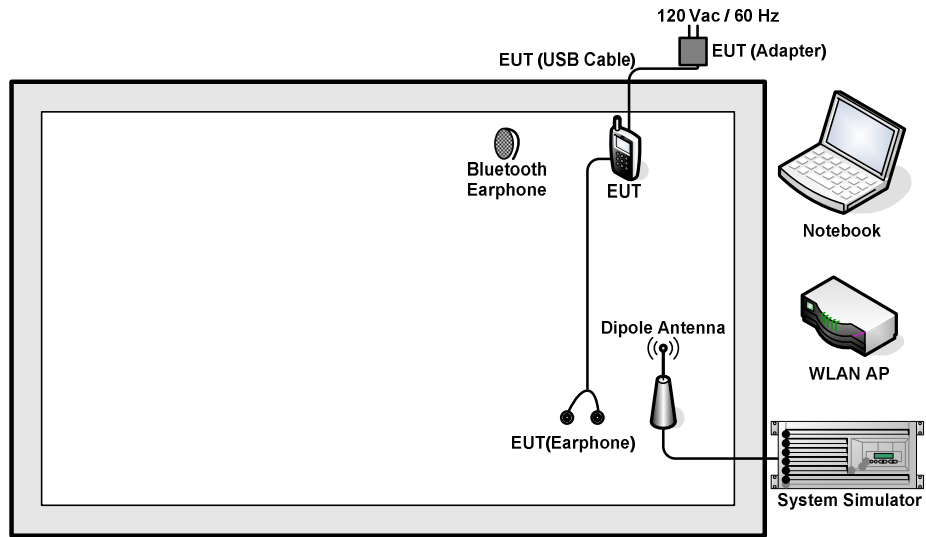 120 Vac / 60 Hz
EUT (USB Cable)
EUT (Adapter)
Bluetooth
Earphone
EUT
Notebook
Dipole Antenna
WLAN AP
EUT(Earphone)
System Simulator